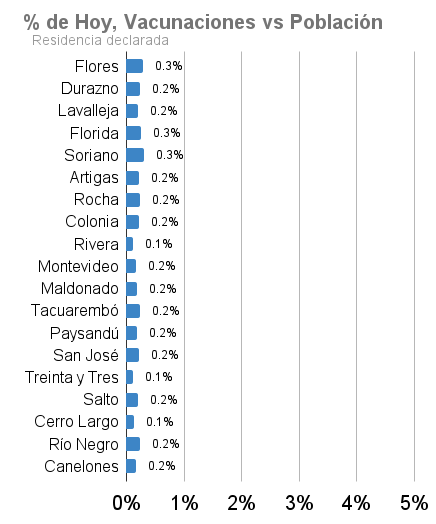 % de Hoy, Vacunaciones vs Población
Residencia declarada
Flores 0.3%
Durazno 0.2%
Lavalleja 0.2%
Florida 0.3%
Soriano 0.3%
Artigas 0.2%
Rocha 0.2%
Colonia 0.2%
Rivera 0.1%
Montevideo 0.2%
Maldonado 0.2%
Tacuarembó 0.2%
Paysandú 0.2%
San José 0.2%
Treinta y Tres 0.1%
Salto 0.2%
Cerro Largo 0.1%
Río Negro 0.2%
Canelones 0.2%
0% 1% 2% 3% 4% 5%